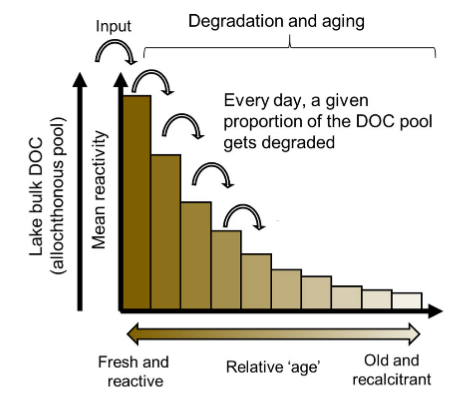 Input
Degradation and aging
Every day, a given
proportion of the DOC pool
gets degraded
Lake bulk DOC
(allochthonous pool)
Mean reactivity
Fresh and
reactive
Relative ‘age’
Old and
recalcitrant